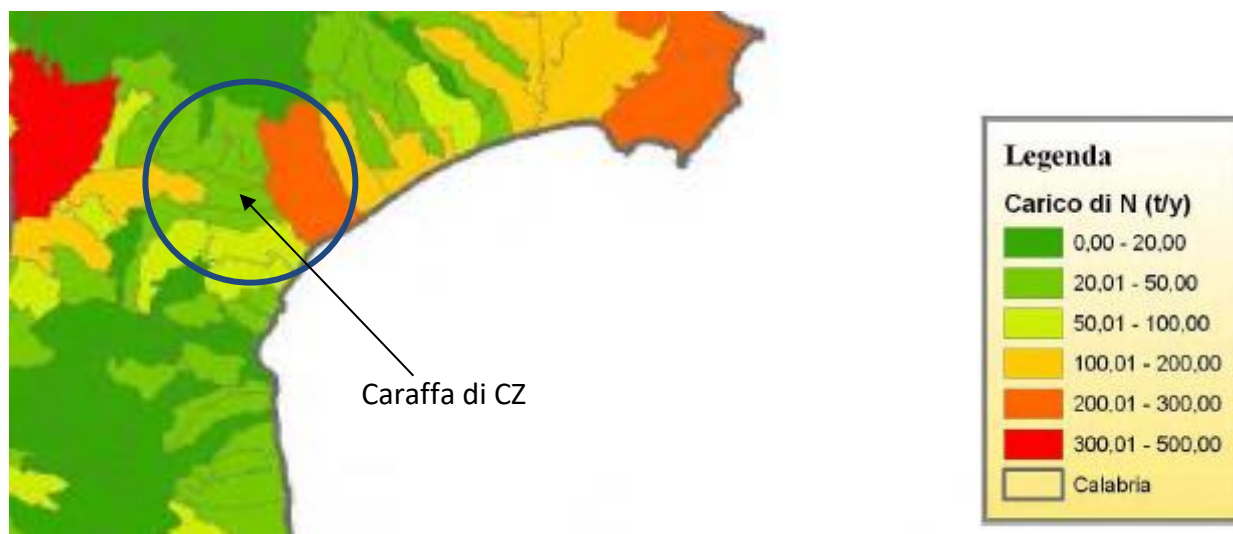 Caraffa di CZ
Legenda
Carico di N (t/y)
0,00 - 20,00
20,01 - 50,00
50,01 - 100,00
100,01 - 200,00
200,01 - 300,00
300,01 - 500,00
Calabria